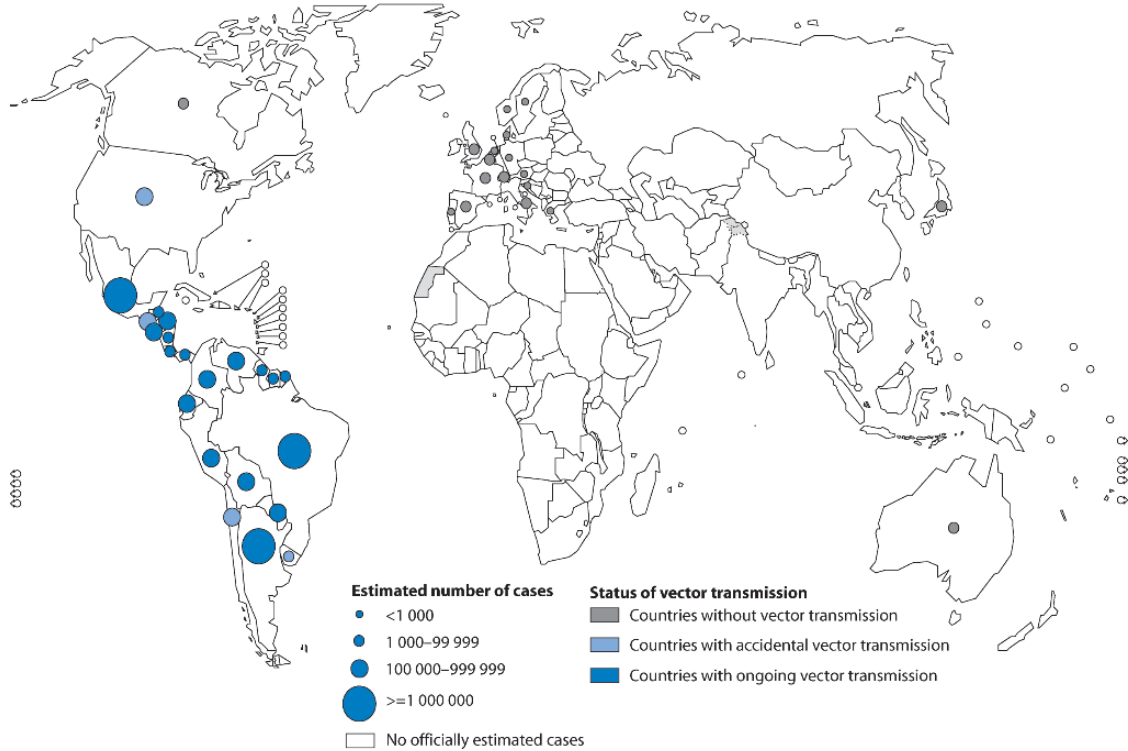 Estimated number of cases
<1 000
1 000–99 999
100 000–999 999
>=1 000 000
No officially estimated cases
Status of vector transmission
Countries without vector transmission
Countries with accidental vector transmission
Countries with ongoing vector transmission